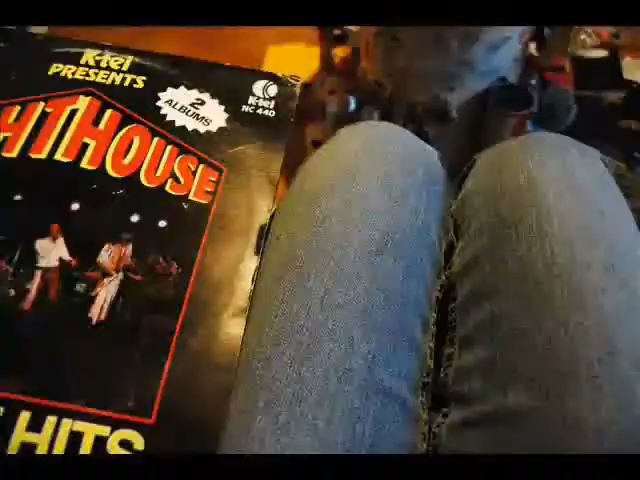 K-tel
PRESENTS
2
ALBUMS
K-tel
NC 440
HTHOUSE
HITS